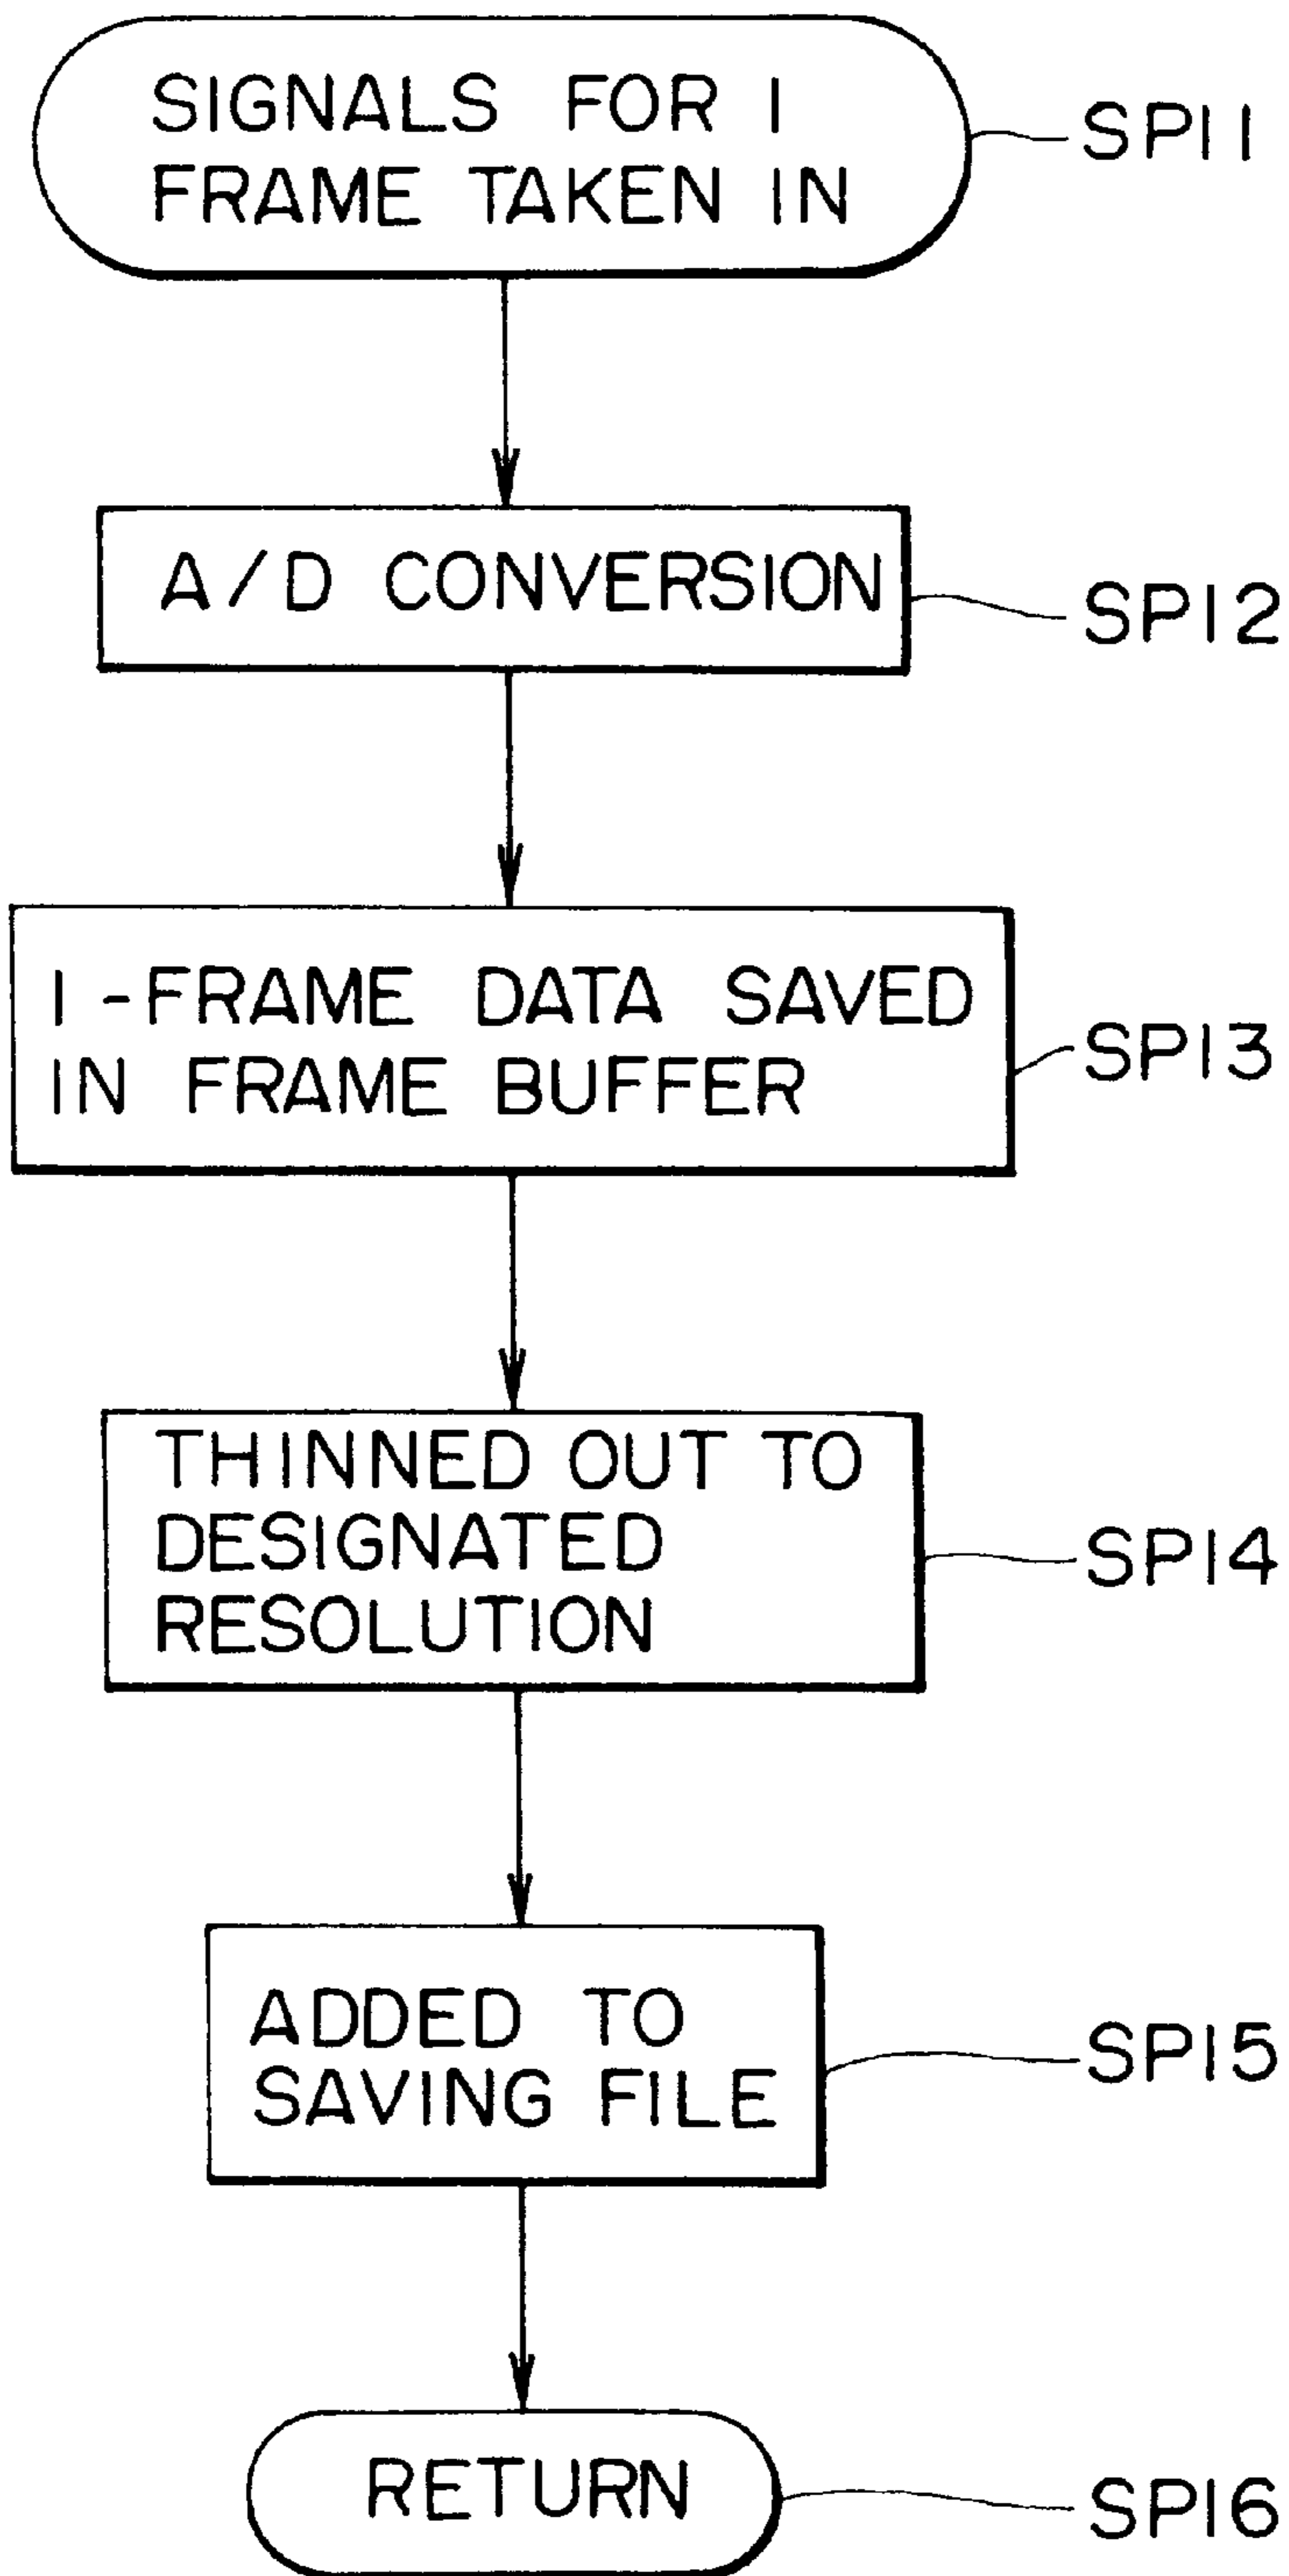 SIGNALS FOR 1
FRAME TAKEN IN
SP11
A/D CONVERSION
SP12
1-FRAME DATA SAVED
IN FRAME BUFFER
SP13
THINNED OUT TO
DESIGNATED
RESOLUTION
SP14
ADDED TO
SAVING FILE
SP15
RETURN
SP16